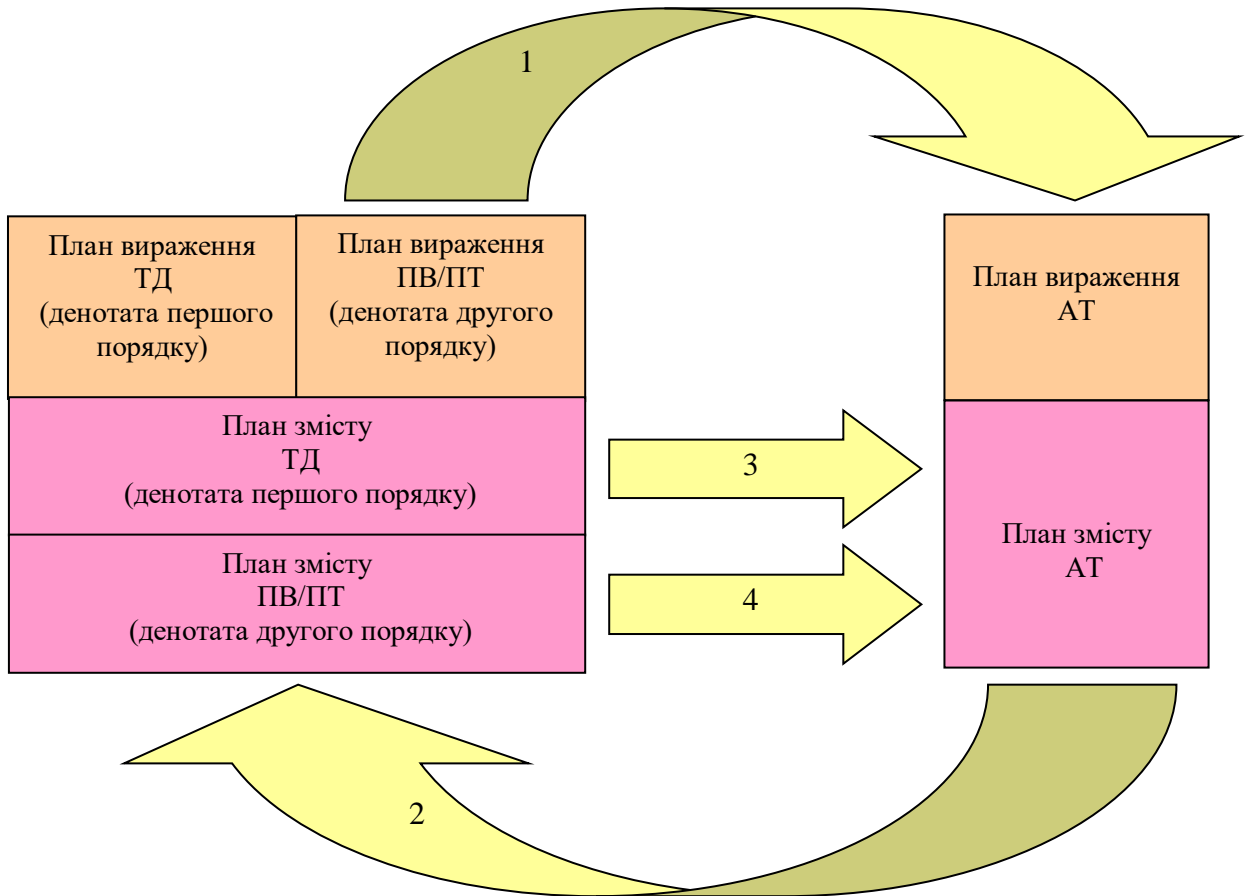 1
План вираження
ТД
(денотата першого
порядку)
План вираження
ПВ/ПТ
(денотата другого
порядку)
План вираження
АТ
План змісту
ТД
(денотата першого порядку)
3
План змісту
ПВ/ПТ
(денотата другого порядку)
4
План змісту
АТ
2